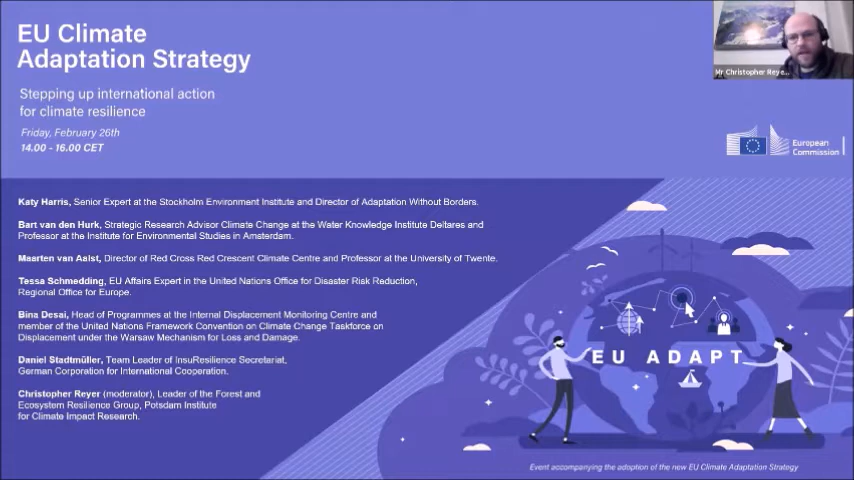 EU Climate
Adaptation Strategy
Stepping up international action
for climate resilience
Friday, February 26th
14.00 - 16.00 CET
Mr Christopher Reye...
European
Commission
Katy Harris, Senior Expert at the Stockholm Environment Institute and Director of Adaptation Without Borders.
Bart van den Hurk, Strategic Research Advisor Climate Change at the Water Knowledge Institute Deltares and
Professor at the Institute for Environmental Studies in Amsterdam.
Maarten van Aalst, Director of Red Cross Red Crescent Climate Centre and Professor at the University of Twente.
Tessa Schmedding, EU Affairs Expert in the United Nations Office for Disaster Risk Reduction,
Regional Office for Europe.
Bina Desai, Head of Programmes at the Internal Displacement Monitoring Centre and
member of the United Nations Framework Convention on Climate Change Taskforce on
Displacement under the Warsaw Mechanism for Loss and Damage.
Daniel Stadtmüller, Team Leader of InsuResilience Secretariat,
German Corporation for International Cooperation.
Christopher Reyer (moderator), Leader of the Forest and
Ecosystem Resilience Group, Potsdam Institute
for Climate Impact Research.
EU ADAPT
Event accompanying the adoption of the new EU Climate Adaptation Strategy